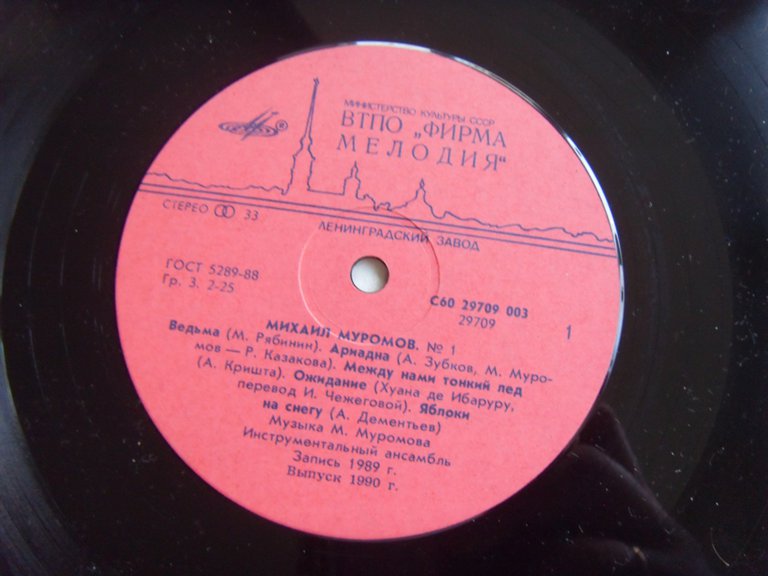 МИНИСТЕРСТВО КУЛЬТУРЫ СССР
ВТПО „ФИРМА
МЕЛОДИЯ"
СТЕРЕО 33
ЛЕНИНГРАДСКИЙ ЗАВОД
ГОСТ 5289-88
Гр. 3. 2-25
С60 29709 003
29709
1
МИХАИЛ МУРОМОВ. № 1
Ведьма (М. Рябинин). Ариадна (А. Зубков, М. Муро-
мов — Р. Казакова). Между нами тонкий лед
(А. Кришта). Ожидание (Хуана де Ибаруру,
перевод И. Чежеговой). Яблоки
на снегу (А. Дементьев)
Музыка М. Муромова
Инструментальный ансамбль
Запись 1989 г.
Выпуск 1990 г.